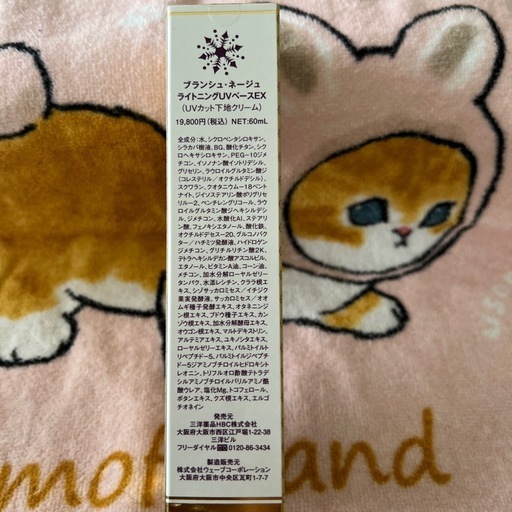 ブランシュ・ネージュ
ライトニングUVベースEX
(UVカット下地クリーム)
19,800円(税込) NET:60mL
全成分:水、シクロペンタシロキサン、
シラカバ樹液、BG、酸化チタン、シク
ロヘキサシロキサン、PEG-10ジメ
チコン、イソノナン酸イソトリデシル、
グリセリン、ラウロイルグルタミン酸ジ
(コレステリル/オクチルドデシル)、
スクワラン、クオタニウム-18ベント
ナイト、ジイソステアリン酸ポリグリセ
リル-2、ペンチレングリコール、ラウ
ロイルグルタミン酸ジヘキシルデシ
ル、ジメチコン、水酸化Al、ステアリ
ン酸、フェノキシエタノール、酸化鉄、
オクチルドデセス-20、グルコノバク
ター/ハチミツ発酵液、ハイドロゲン
ジメチコン、グリチルリチン酸2K、
テトラヘキシルデカン酸アスコルビル、
エタノール、ビタミンA油、コーン油、
メチコン、加水分解ローヤルゼリー
タンパク、水添レシチン、クララ根エ
キス、シゾサッカロミセス/イチジク
果実発酵液、サッカロミセス/オオ
ムギ種子発酵エキス、オタネニンジ
ン根エキス、ブドウ種子エキス、カン
ゾウ根エキス、加水分解酵母エキス、
オウゴン根エキス、マルトデキストリン、
アルテミアエキス、ユキノシタエキス、
ローヤルゼリーエキス、パルミトイルト
リペプチド-5、パルミトイルジペプチ
ド-5ジアミノブチロイルヒドロキシト
レオニン、トリフルオロ酢酸テトラデ
シルアミノブチロイルバリルアミノ酪
酸ウレア、塩化Mg、トコフェロール、
ボタンエキス、クズ根エキス、エルゴ
チオネイン
発売元
三洋薬品HBC株式会社
大阪府大阪市西区江戸堀1-22-38
三洋ビル
フリーダイヤル 0120-86-3434
製造販売元
株式会社ウェーブコーポレーション
大阪府大阪市中央区瓦町1-7-7
mofusand